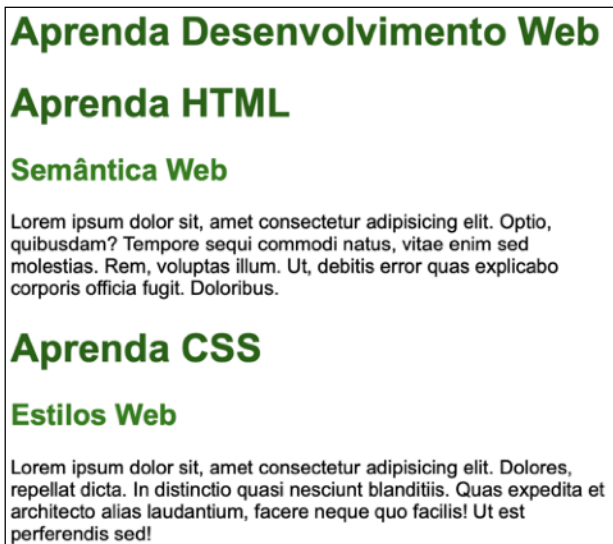 Aprenda Desenvolvimento Web
Aprenda HTML
Semântica Web
Lorem ipsum dolor sit, amet consectetur adipisicing elit. Optio,
quibusdam? Tempore sequi commodi natus, vitae enim sed
molestias. Rem, voluptas illum. Ut, debitis error quas explicabo
corporis officia fugit. Doloribus.
Aprenda CSS
Estilos Web
Lorem ipsum dolor sit, amet consectetur adipisicing elit. Dolores,
repellat dicta. In distinctio quasi nesciunt blanditiis. Quas expedita et
architecto alias laudantium, facere neque quo facilis! Ut est
perferendis sed!